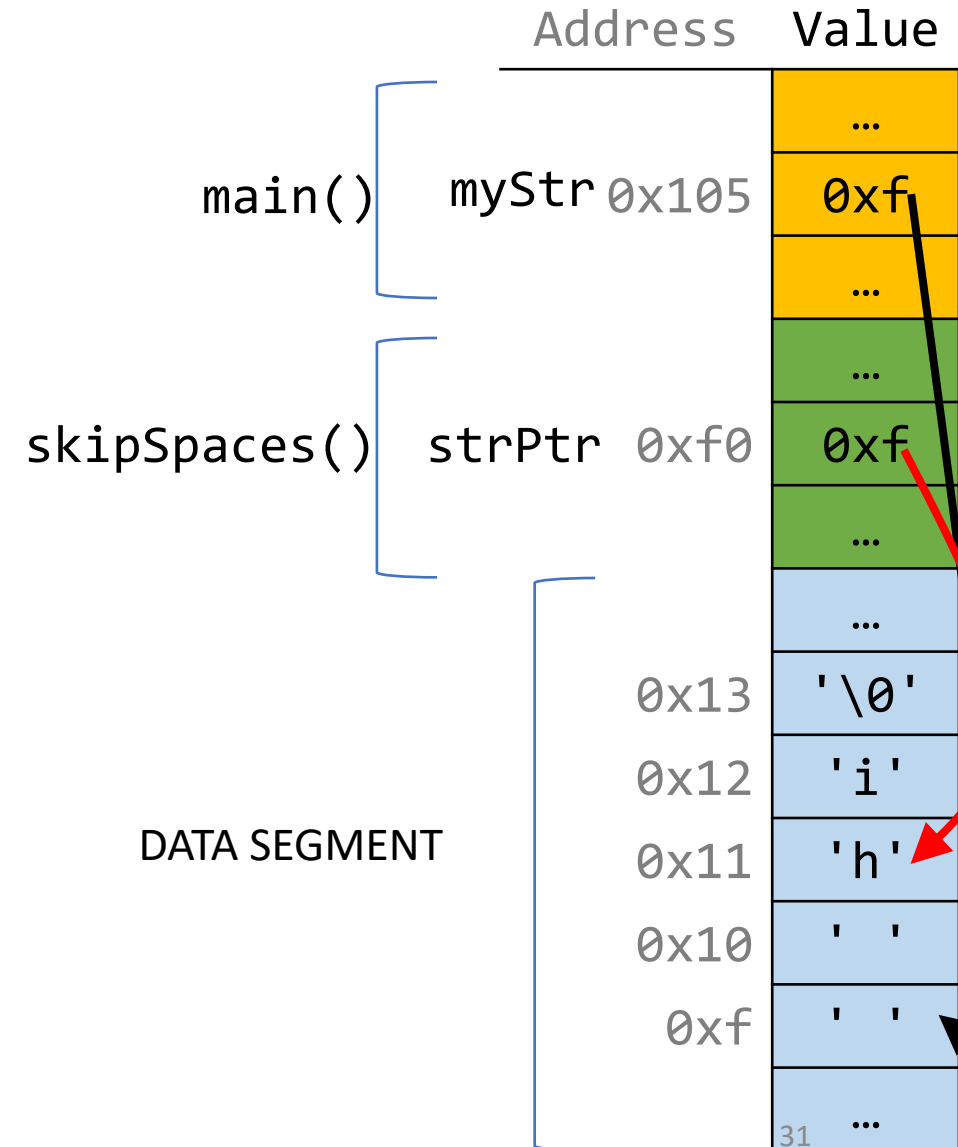 Address Value
…
main() myStr 0x105 0xf
…
…
skipSpaces() strPtr 0xf0 0xf
…
…
0x13 '\0'
0x12 'i'
DATA SEGMENT 0x11 'h'
0x10 ' '
0xf ' '
…
31